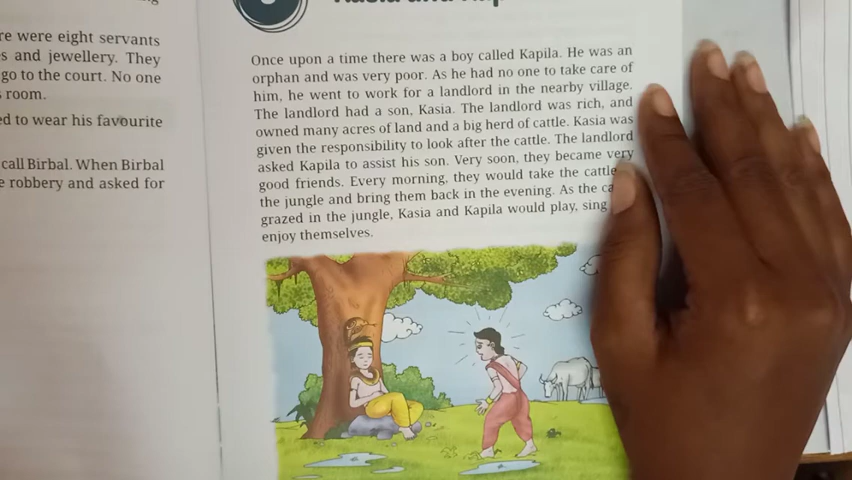 re were eight servants
s and jewellery. They
go to the court. No one
room.
ed to wear his favourite
call Birbal. When Birbal
e robbery and asked for
Once upon a time there was a boy called Kapila. He was an
orphan and was very poor. As he had no one to take care of
him, he went to work for a landlord in the nearby village.
The landlord had a son, Kasia. The landlord was rich, and
owned many acres of land and a big herd of cattle. Kasia was
given the responsibility to look after the cattle. The landlord
asked Kapila to assist his son. Very soon, they became very
good friends. Every morning, they would take the cattle
the jungle and bring them back in the evening. As the ca
grazed in the jungle, Kasia and Kapila would play, sing
enjoy themselves.